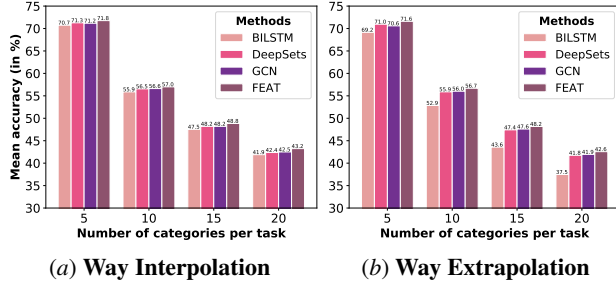 Mean accuracy (in %)
75
70
65
60
55
50
45
40
35
30
Methods
BILSTM
DeepSets
GCN
FEAT
70.7 71.3 71.2 71.8
55.9 56.5 56.6 57.0
47.5 48.2 48.2 48.8
41.9 42.4 42.5 43.2
5 10 15 20
Number of categories per task
(a) Way Interpolation
75
70
65
60
55
50
45
40
35
30
Methods
BILSTM
DeepSets
GCN
FEAT
69.2 71.0 70.6 71.6
52.9 55.9 56.0 56.7
43.6 47.4 47.6 48.2
37.5 41.8 41.9 42.6
5 10 15 20
Number of categories per task
(b) Way Extrapolation